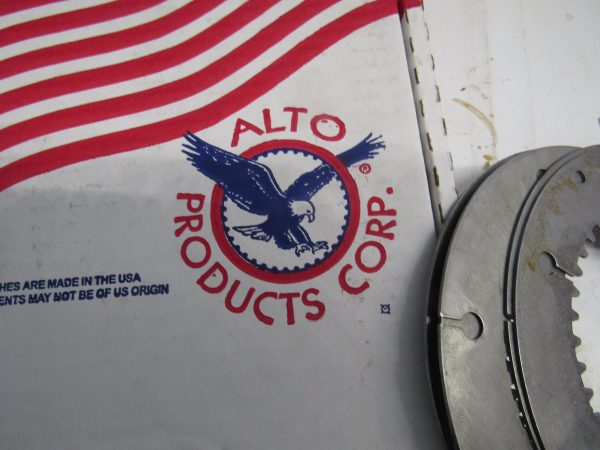 ALTO
PRODUCTS CORP.
®
HES ARE MADE IN THE USA
ENTS MAY NOT BE OF US ORIGIN